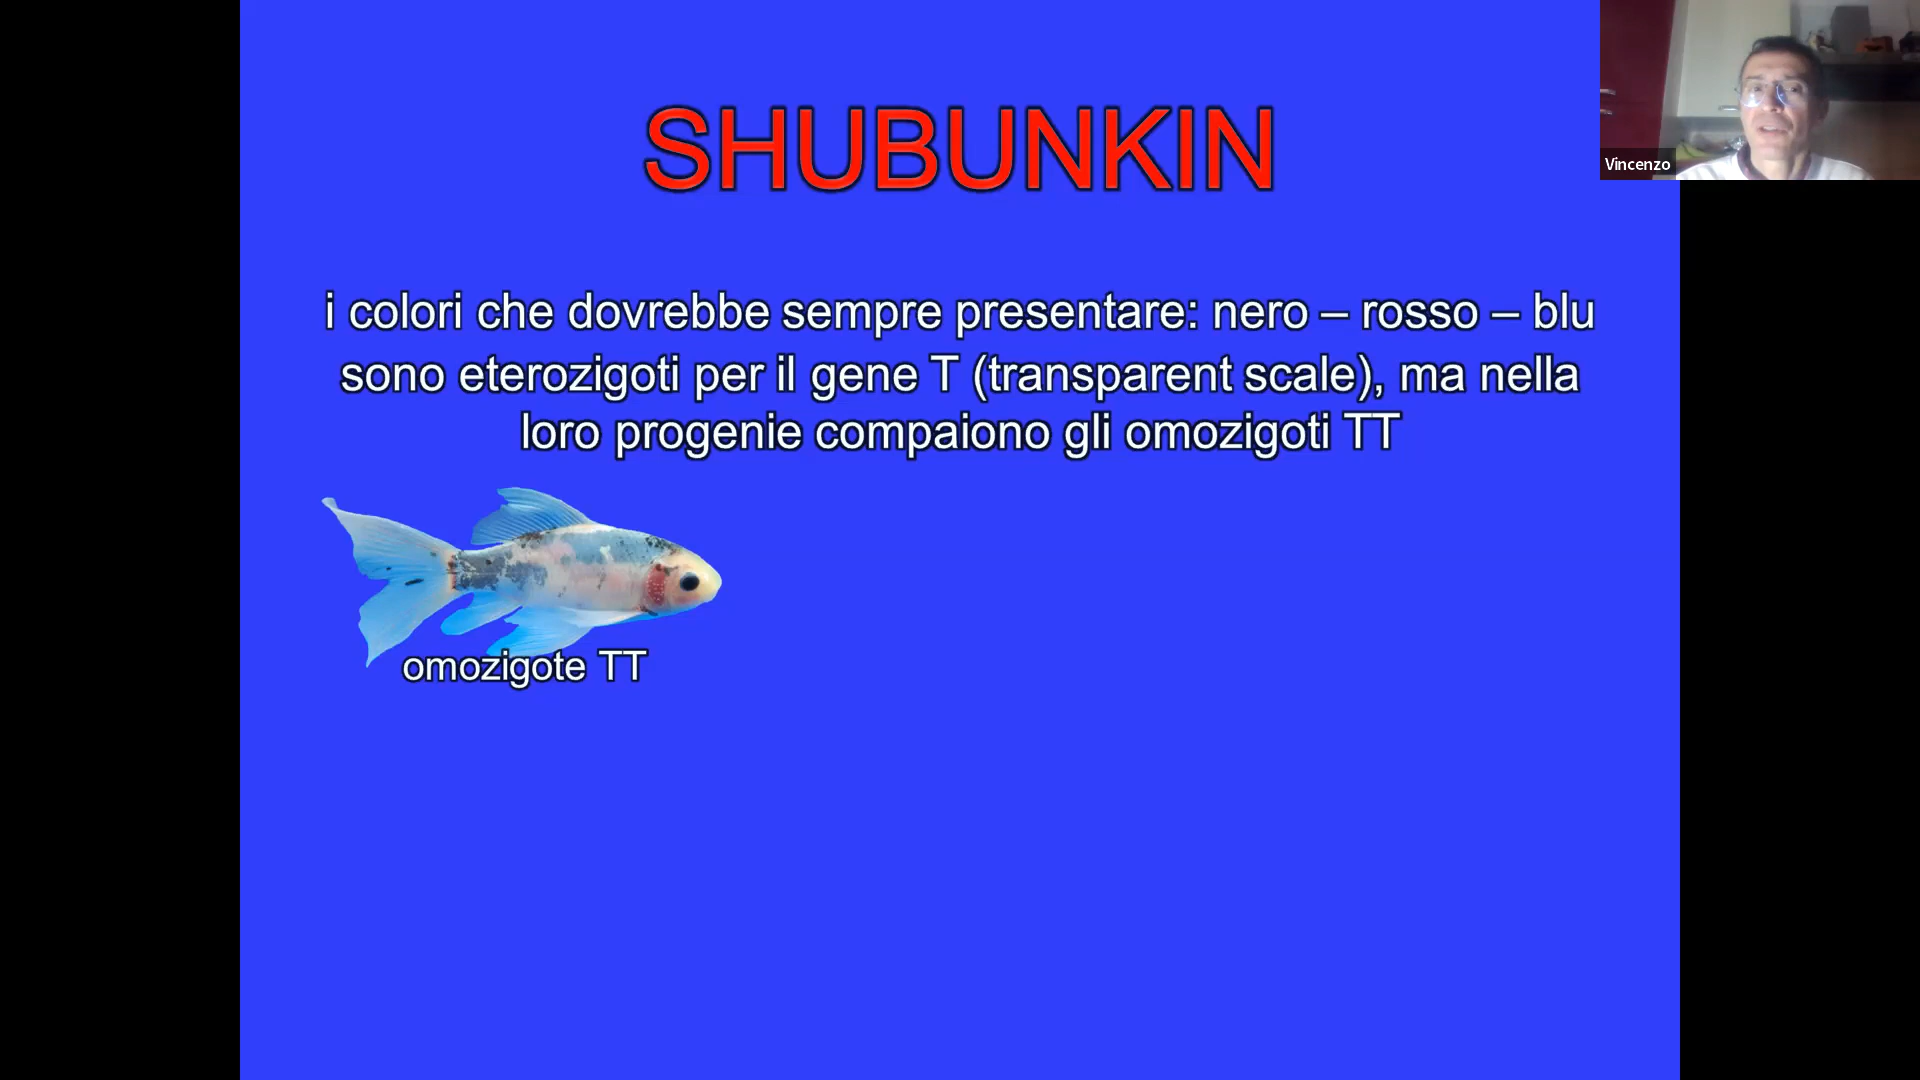 SHUBUNKIN
Vincenzo
i colori che dovrebbe sempre presentare: nero – rosso – blu
sono eterozigoti per il gene T (transparent scale), ma nella
loro progenie compaiono gli omozigoti TT
omozigote TT